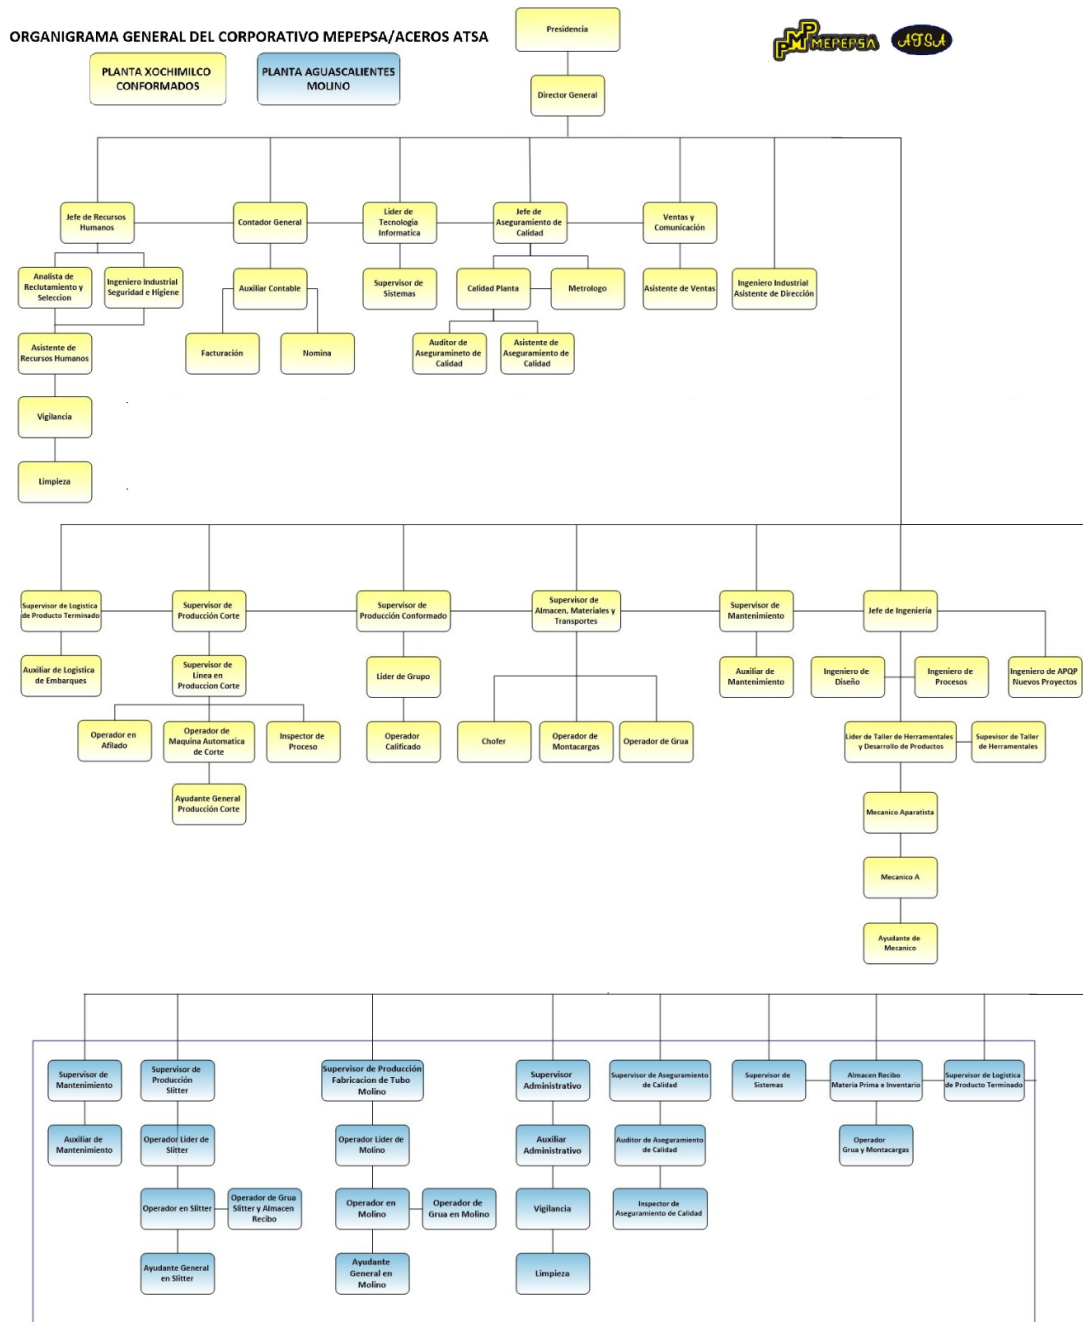 Presidencia
ORGANIGRAMA GENERAL DEL CORPORATIVO MEPEPSA/ACEROS ATSA
PMP MEPEPSA
ATSA
PLANTA XOCHIMILCO
CONFORMADOS
PLANTA AGUASCALIENTES
MOLINO
Director General
Jefe de Recursos
Humanos
Contador General
Lider de
Tecnología
Informatica
Jefe de
Aseguramiento de
Calidad
Ventas y
Comunicación
Analista de
Reclutamiento y
Seleccion
Ingeniero Industrial
Seguridad e Higiene
Auxiliar Contable
Supervisor de
Sistemas
Calidad Planta
Metrologo
Asistente de Ventas
Ingeniero Industrial
Asistente de Dirección
Asistente de
Recursos Humanos
Facturación
Nomina
Auditor de
Aseguramineto de
Calidad
Asistente de
Aseguramiento de
Calidad
Vigilancia
Limpieza
Supervisor de Logistica
de Producto Terminado
Supervisor de
Producción Corte
Supervisor de
Producción Conformado
Supervisor de
Almacen, Materiales y
Transportes
Supervisor de
Mantenimiento
Jefe de Ingeniería
Auxiliar de Logistica
de Embarques
Supervisor de
Linea en
Produccion Corte
Lider de Grupo
Auxiliar de
Mantenimiento
Ingeniero de
Diseño
Ingeniero de
Procesos
Ingeniero de APQP
Nuevos Proyectos
Operador en
Afilado
Operador de
Maquina Automatica
de Corte
Inspector de
Proceso
Operador
Calificado
Chofer
Operador de
Montacargas
Operador de Grua
Lider de Taller de Herramentales
y Desarrollo de Productos
Supevisor de Taller
de Herramentales
Ayudante General
Producción Corte
Mecanico Aparatista
Mecanico A
Ayudante de
Mecanico
Supervisor de
Mantenimiento
Supervisor de
Producción
Slitter
Supervisor de Producción
Fabricacion de Tubo
Molino
Supervisor
Administrativo
Supervisor de Aseguramiento
de Calidad
Supervisor de
Sistemas
Almacen Recibo
Materia Prima e Inventario
Supervisor de Logistica
de Producto Terminado
Auxiliar de
Mantenimiento
Operador Lider de
Slitter
Operador Lider de
Molino
Auxiliar
Administrativo
Auditor de Aseguramiento
de Calidad
Operador
Grua y Montacargas
Operador en Slitter
Operador de Grua
Slitter y Almacen
Recibo
Operador en
Molino
Operador de
Grua en Molino
Vigilancia
Inspector de
Aseguramiento de Calidad
Ayudante General
en Slitter
Ayudante
General en
Molino
Limpieza